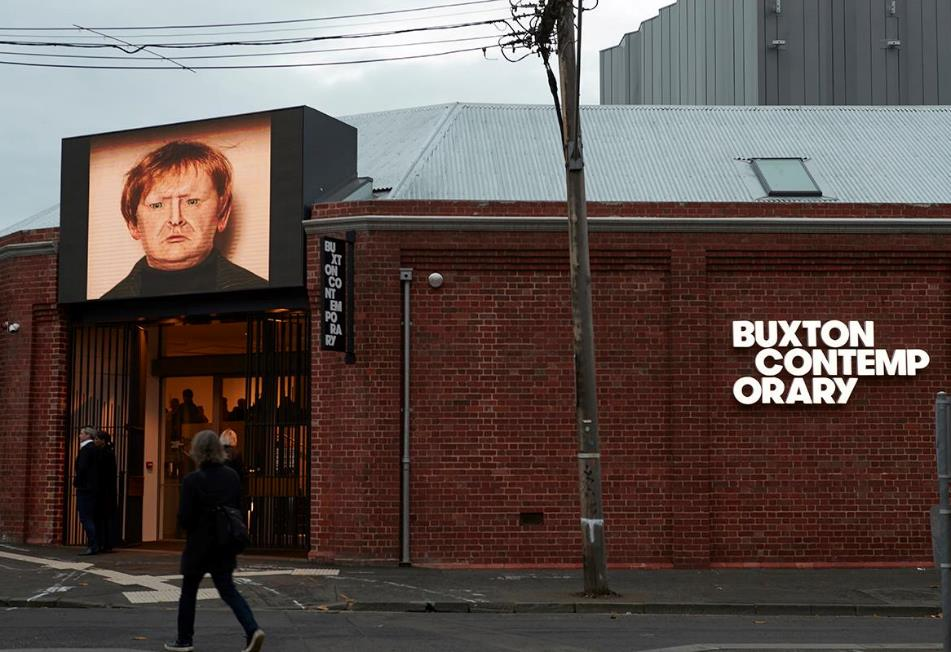 BU
XT
ON
CO
NT
EM
PO
RA
RY
BUXTON
CONTEMP
ORARY